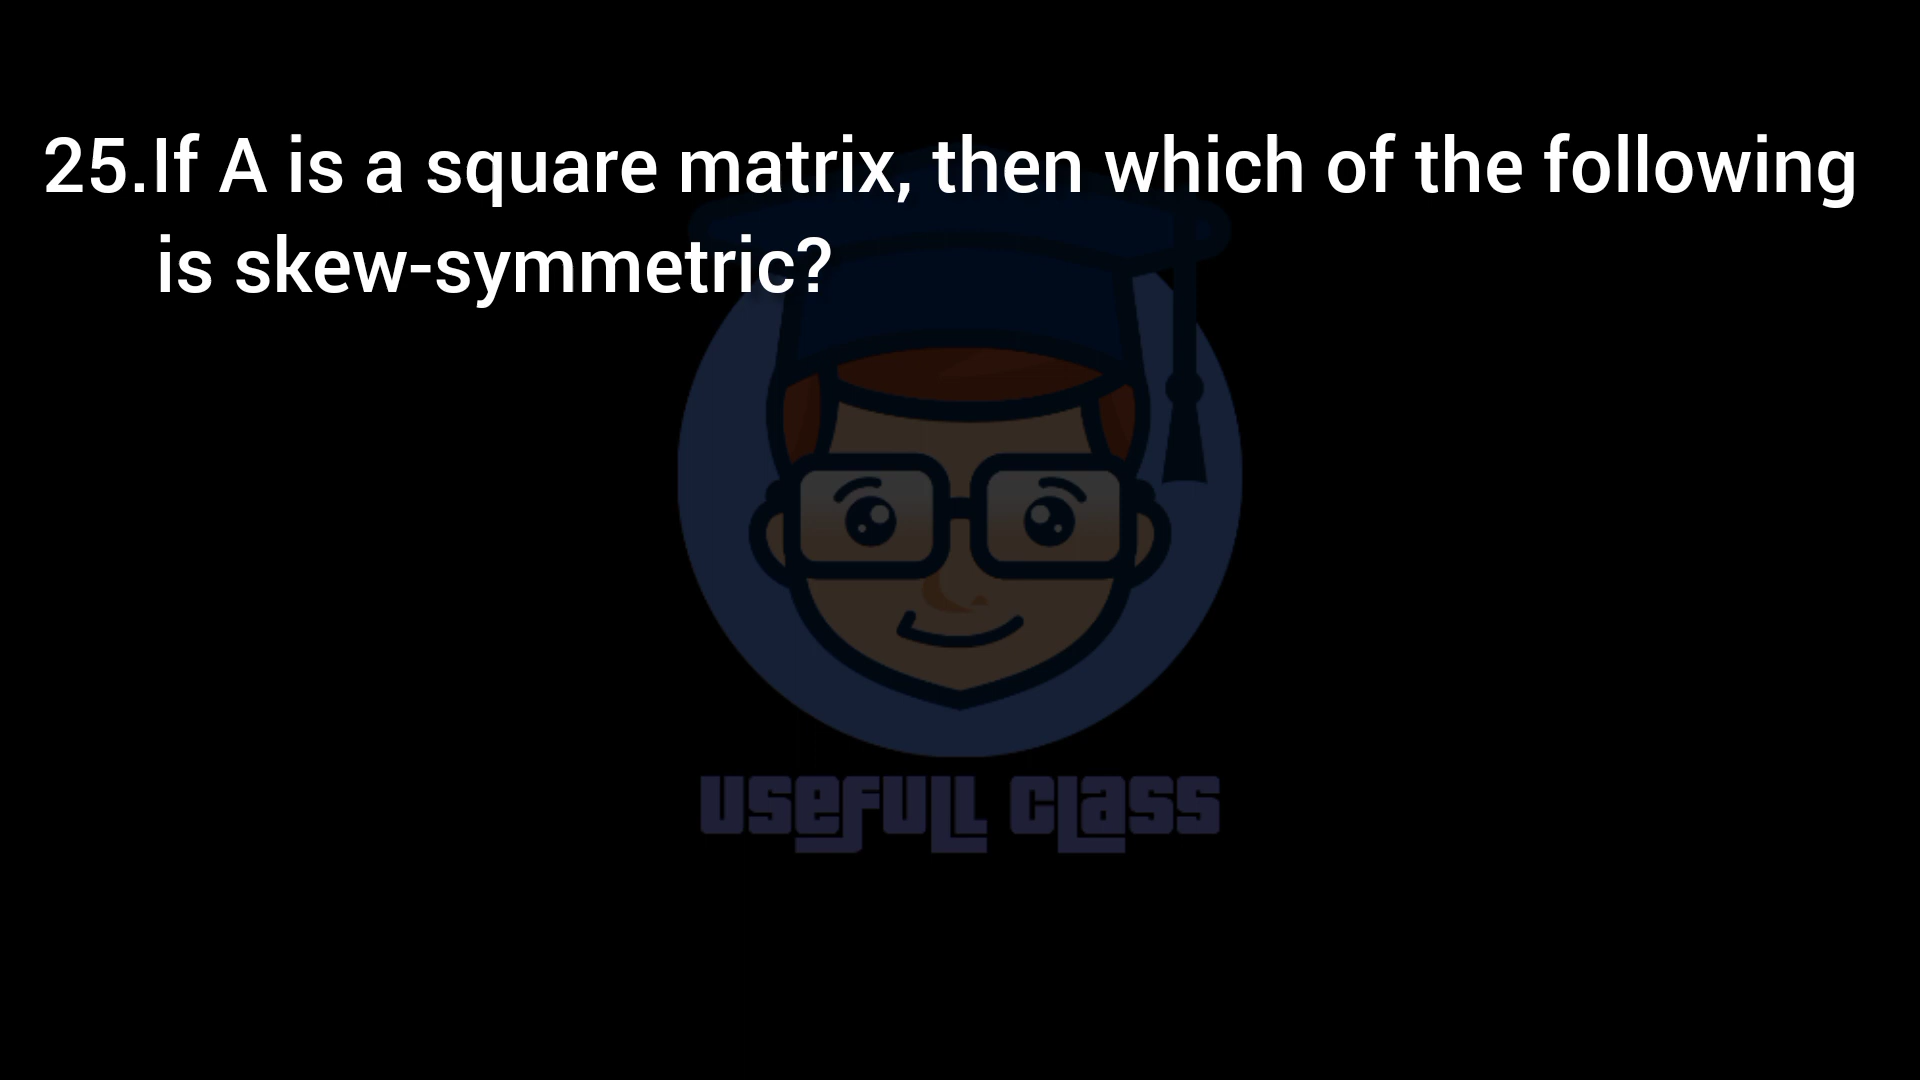 25.If A is a square matrix, then which of the following
is skew-symmetric?
USEFULL CLASS